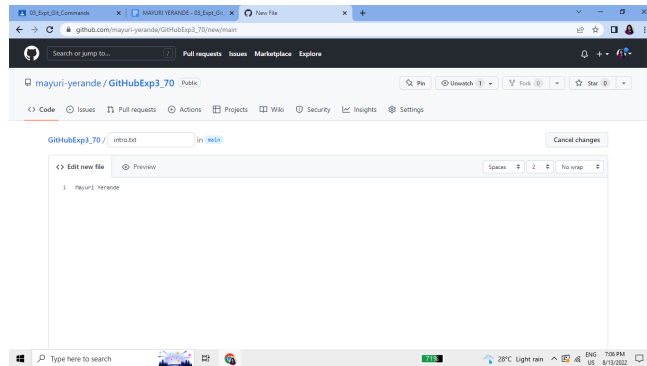 03_Expt_Git_Commands
MAYURI YERANDE - 03_Expt_Gi
New File
github.com/mayuri-yerande/GitHubExp3_70/new/main
Search or jump to...
/
Pull requests Issues Marketplace Explore
mayuri-yerande / GitHubExp3_70 Public
Pin
Unwatch 1
Fork 0
Star 0
<> Code Issues Pull requests Actions Projects Wiki Security Insights Settings
GitHubExp3_70 / intro.txt in main
Cancel changes
<> Edit new file Preview
Spaces 2 No wrap
1 Mayuri Yerande
Type here to search
71%
28°C Light rain
ENG 7:06 PM
US 8/13/2022